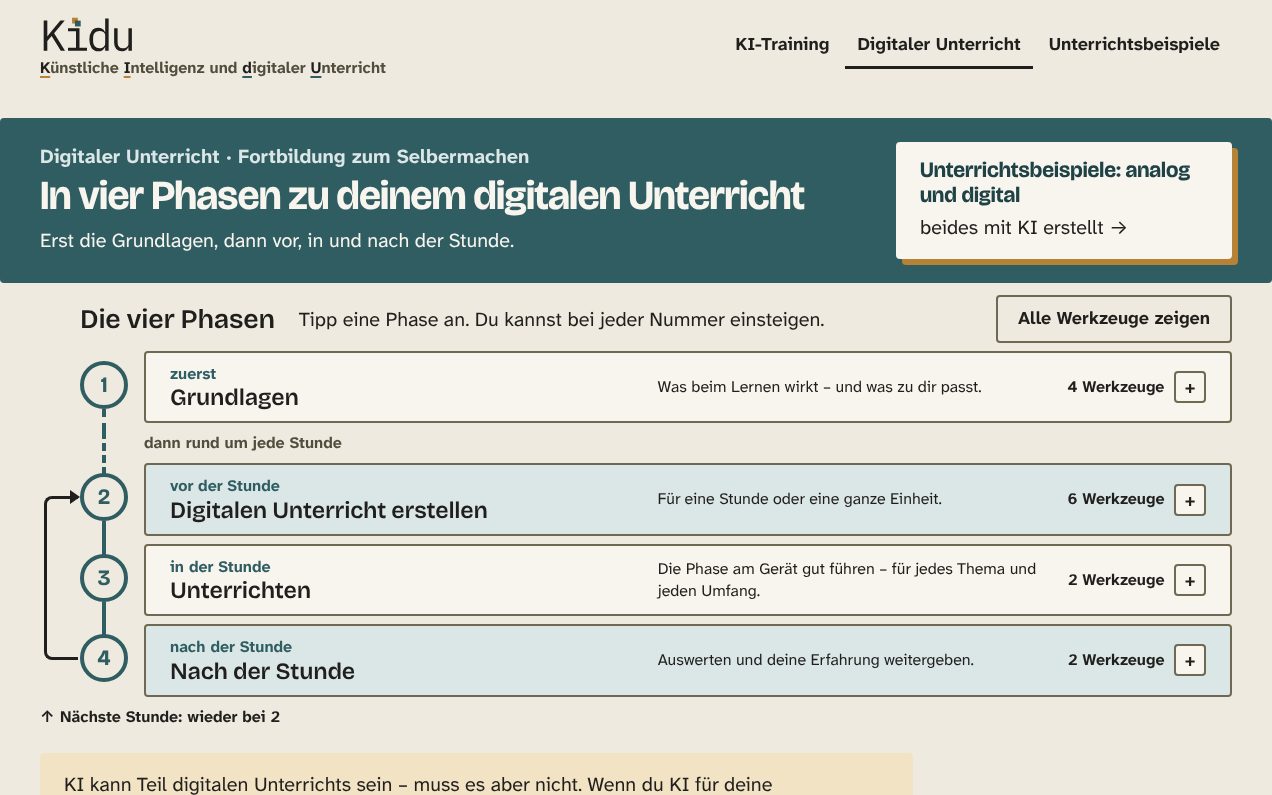 Kidu
Künstliche Intelligenz und digitaler Unterricht
KI-Training
Digitaler Unterricht
Unterrichtsbeispiele
Digitaler Unterricht · Fortbildung zum Selbermachen
In vier Phasen zu deinem digitalen Unterricht
Erst die Grundlagen, dann vor, in und nach der Stunde.
Unterrichtsbeispiele: analog
und digital
beides mit KI erstellt →
Die vier Phasen
Tipp eine Phase an. Du kannst bei jeder Nummer einsteigen.
Alle Werkzeuge zeigen
1
zuerst
Grundlagen
Was beim Lernen wirkt – und was zu dir passt.
4 Werkzeuge
+
dann rund um jede Stunde
2
vor der Stunde
Digitalen Unterricht erstellen
Für eine Stunde oder eine ganze Einheit.
6 Werkzeuge
+
3
in der Stunde
Unterrichten
Die Phase am Gerät gut führen – für jedes Thema und
jeden Umfang.
2 Werkzeuge
+
4
nach der Stunde
Nach der Stunde
Auswerten und deine Erfahrung weitergeben.
2 Werkzeuge
+
↑ Nächste Stunde: wieder bei 2
KI kann Teil digitalen Unterrichts sein – muss es aber nicht. Wenn du KI für deine